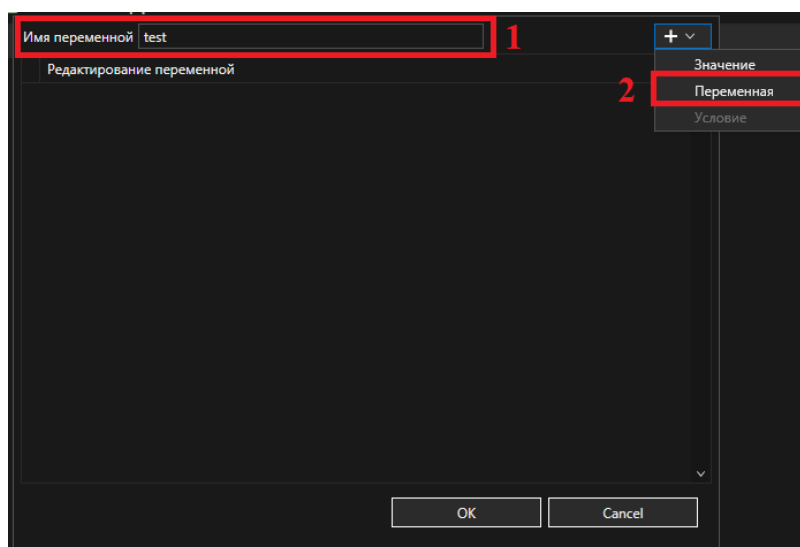 Имя переменной test 1
Значение
Редактирование переменной
2 Переменная
Условие
OK Cancel